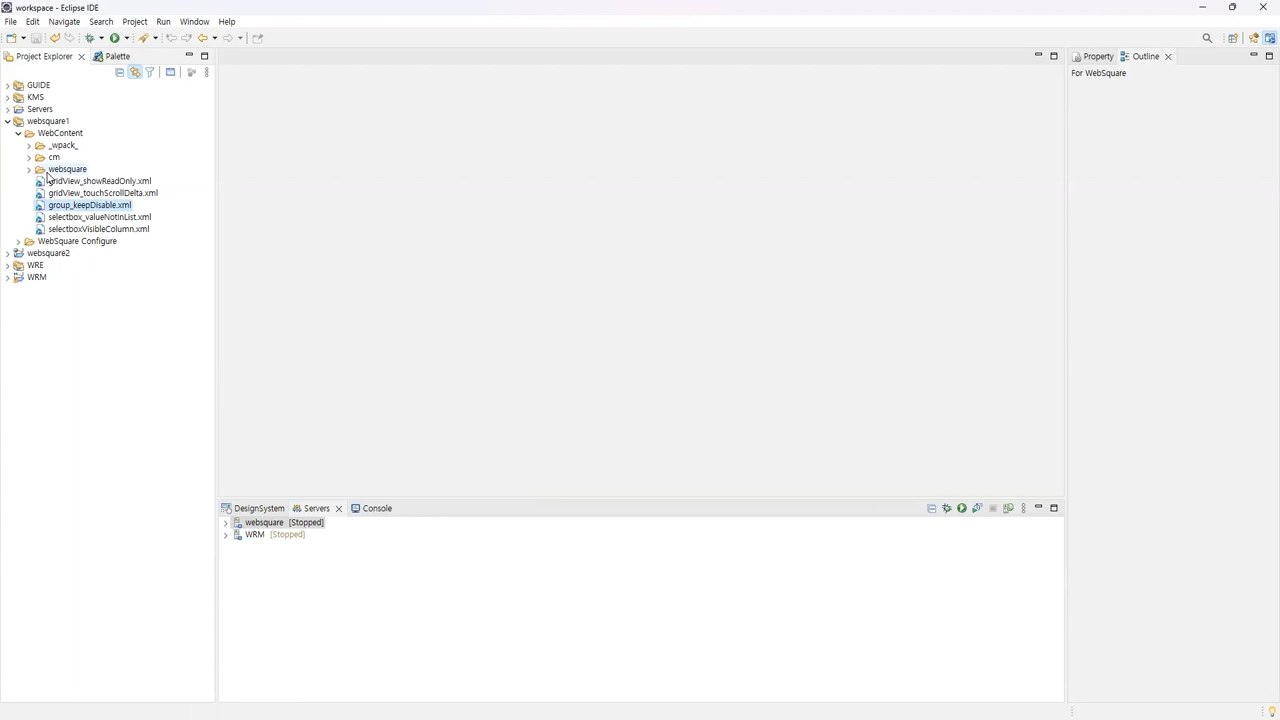 workspace - Eclipse IDE
File Edit Navigate Search Project Run Window Help
Project Explorer Palette
Property Outline
For WebSquare
GUIDE
KMS
Servers
websquare1
WebContent
_wpack_
cm
websquare
gridView_showReadOnly.xml
gridView_touchScrollDelta.xml
group_keepDisable.xml
selectbox_valueNotInList.xml
selectboxVisibleColumn.xml
WebSquare Configure
websquare2
WRE
WRM
DesignSystem Servers Console
websquare [Stopped]
WRM [Stopped]